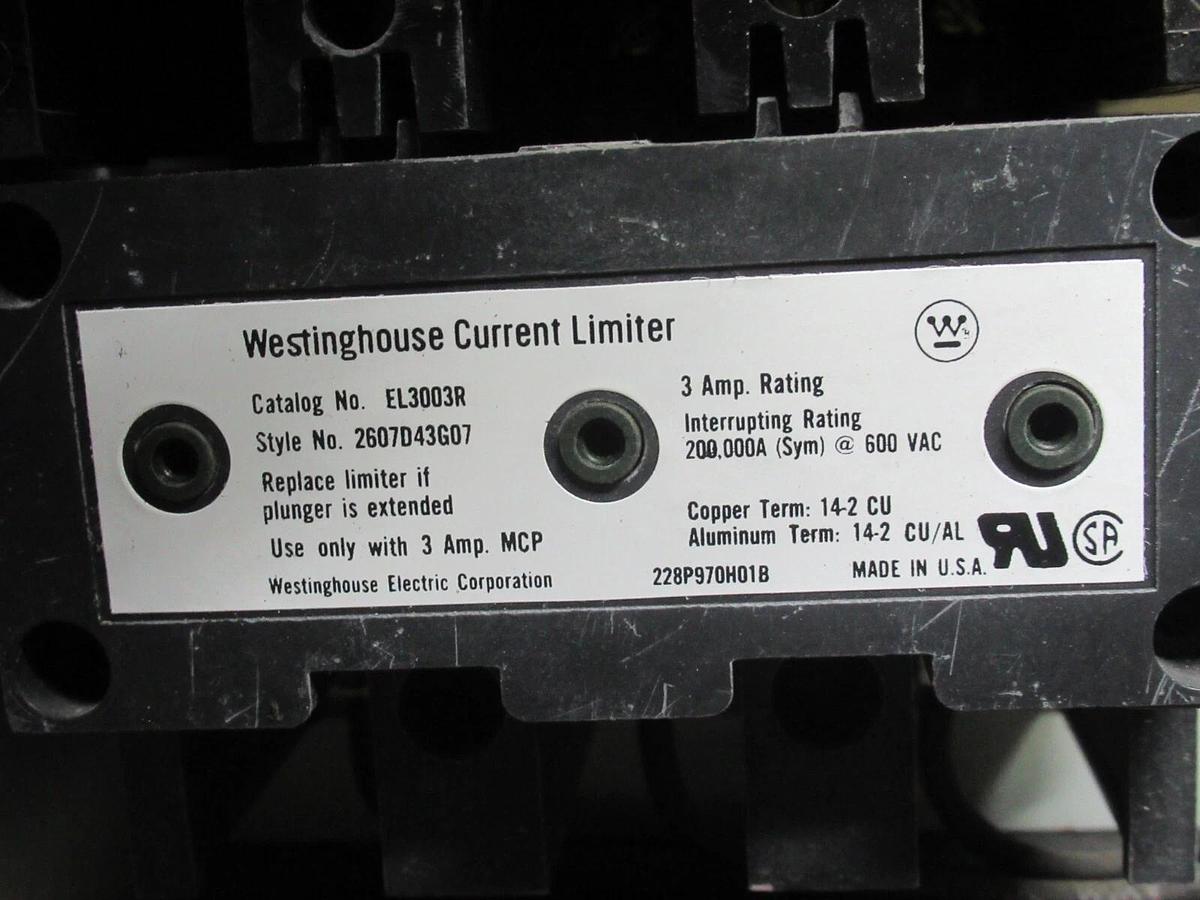 Westinghouse Current Limiter
Catalog No. EL3003R
Style No. 2607D43G07
Replace limiter if
plunger is extended
Use only with 3 Amp. MCP
Westinghouse Electric Corporation
3 Amp. Rating
Interrupting Rating
200,000A (Sym) @ 600 VAC
Copper Term: 14-2 CU
Aluminum Term: 14-2 CU/AL
228P970H01B
MADE IN U.S.A.
W
RU
SA